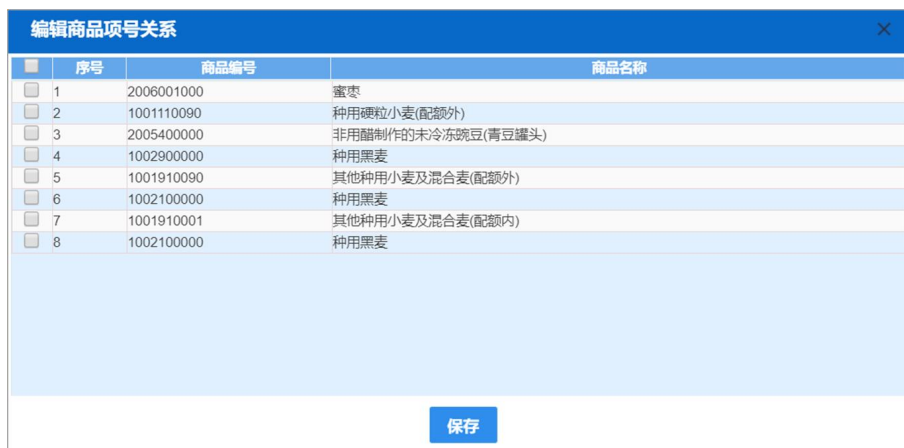 编辑商品项号关系
序号 商品编号 商品名称
1 2006001000 蜜枣
2 1001110090 种用硬粒小麦(配额外)
3 2005400000 非用醋制作的未冷冻豌豆(青豆罐头)
4 1002900000 种用黑麦
5 1001910090 其他种用小麦及混合麦(配额外)
6 1002100000 种用黑麦
7 1001910001 其他种用小麦及混合麦(配额内)
8 1002100000 种用黑麦
保存